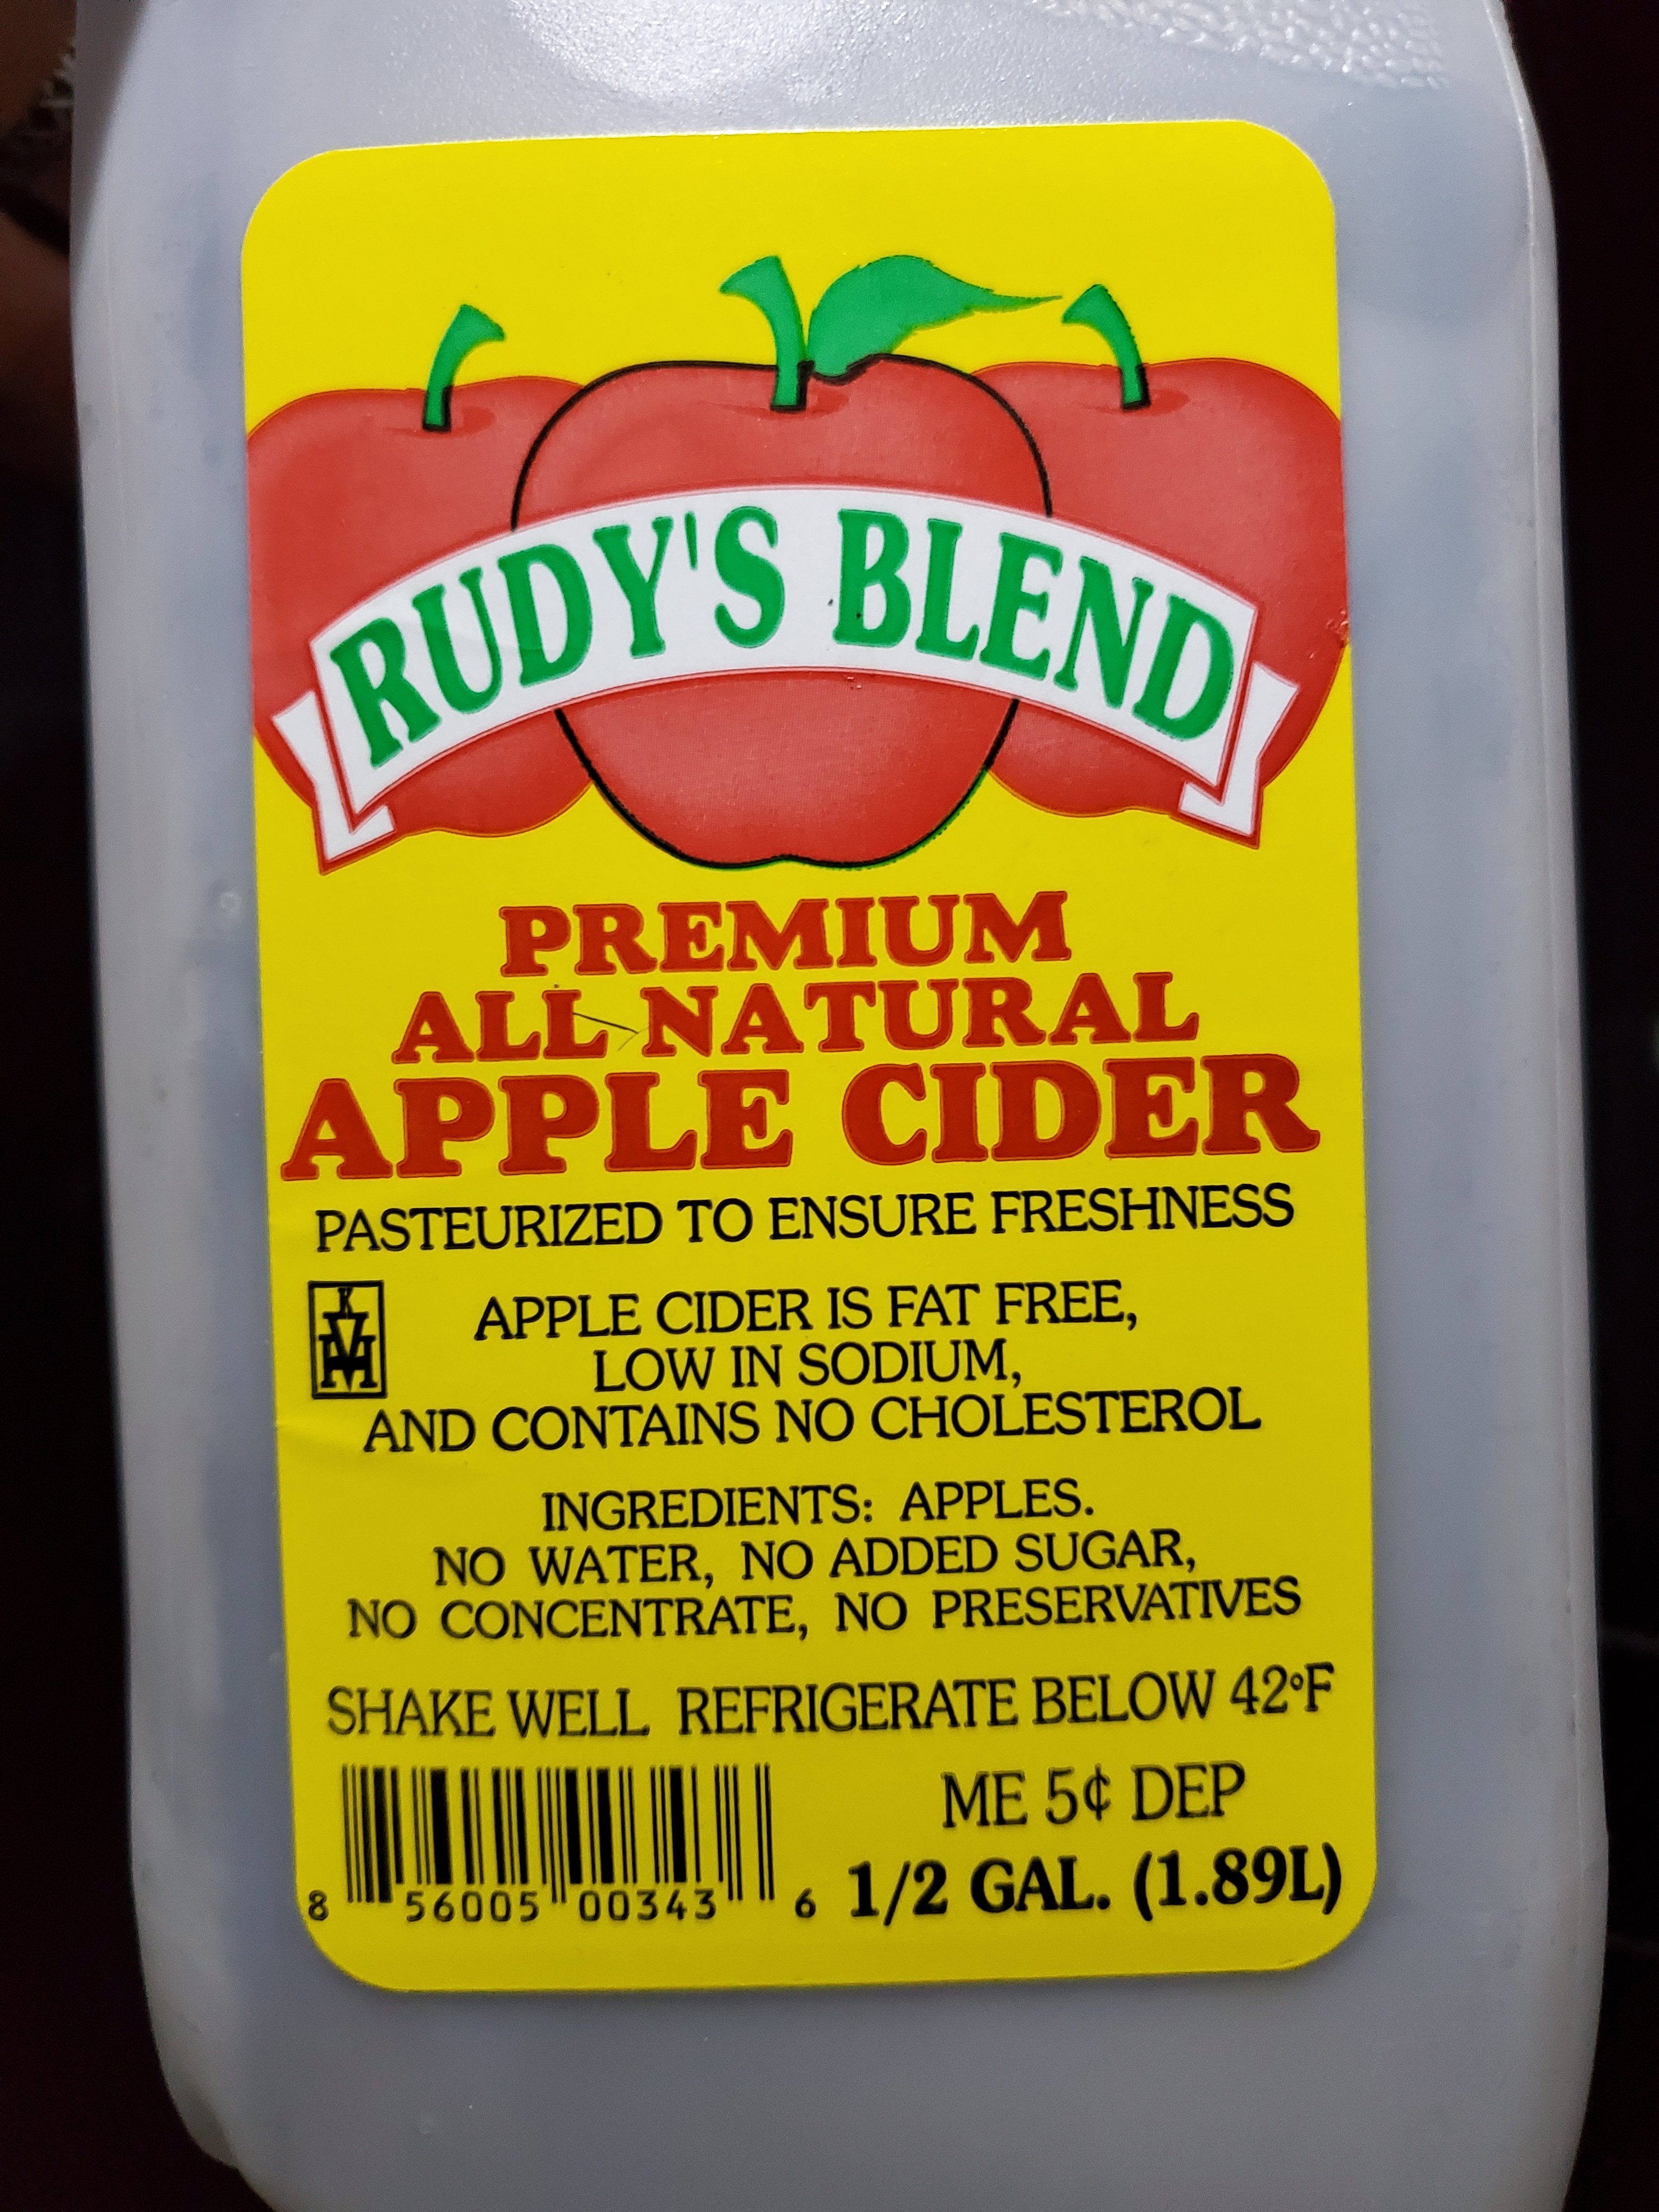 RUDY'S BLEND
PREMIUM
ALL NATURAL
APPLE CIDER
PASTEURIZED TO ENSURE FRESHNESS
KVH
APPLE CIDER IS FAT FREE,
LOW IN SODIUM,
AND CONTAINS NO CHOLESTEROL
INGREDIENTS: APPLES.
NO WATER, NO ADDED SUGAR,
NO CONCENTRATE, NO PRESERVATIVES
SHAKE WELL REFRIGERATE BELOW 42°F
ME 5¢ DEP
8 56005 00343 6
1/2 GAL. (1.89L)